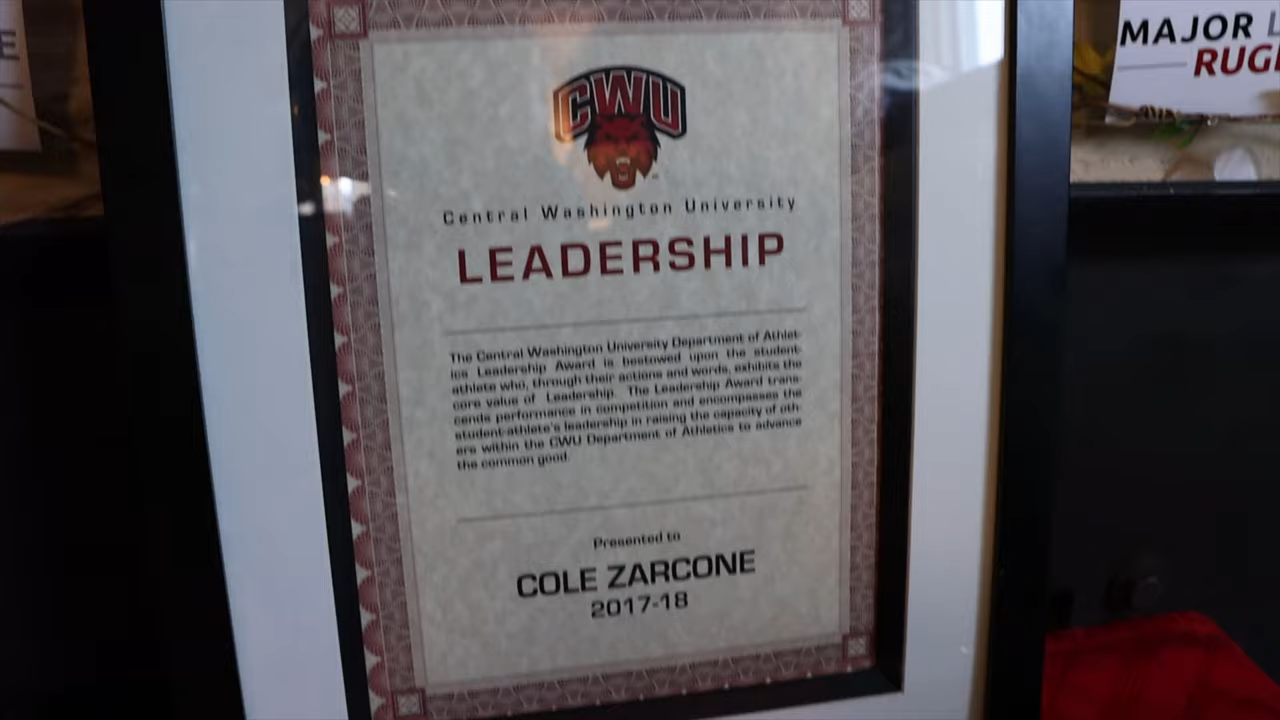 E
MAJOR L
RUG
CWU
Central Washington University
LEADERSHIP
The Central Washington University Department of Athlet-
ics Leadership Award is bestowed upon the student-
athlete who, through their actions and words, exhibits the
core value of Leadership. The Leadership Award trans-
cends performance in competition and encompasses the
student-athlete's leadership in raising the capacity of oth-
ers within the CWU Department of Athletics to advance
the common good.
Presented to
COLE ZARCONE
2017-18